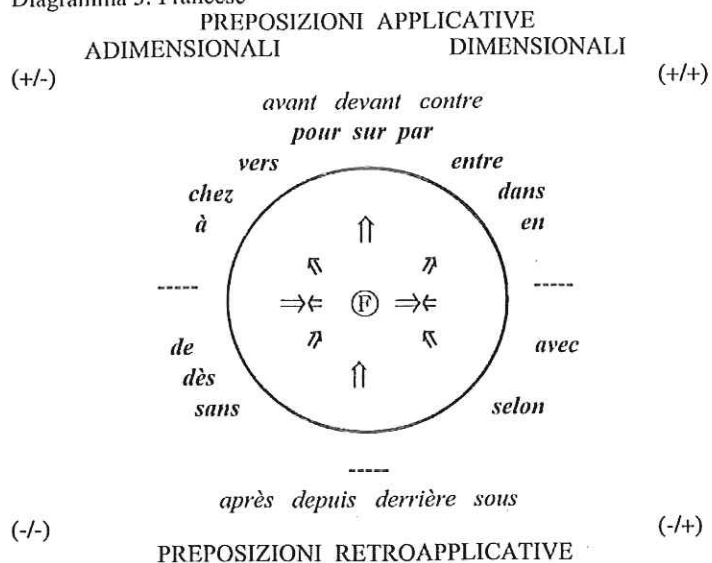 Diagramma 3. Francese
PREPOSIZIONI APPLICATIVE
ADIMENSIONALI DIMENSIONALI
(+/-) (+/+)
avant devant contre
pour sur par
vers entre
chez dans
à en
⇑
⇖ ⇗
----- ⇒⇐ Ⓕ ⇒⇐ -----
⇗ ⇖
de avec
⇑
dès
sans selon
-----
après depuis derrière sous
(-/-) (-/+)
PREPOSIZIONI RETROAPPLICATIVE